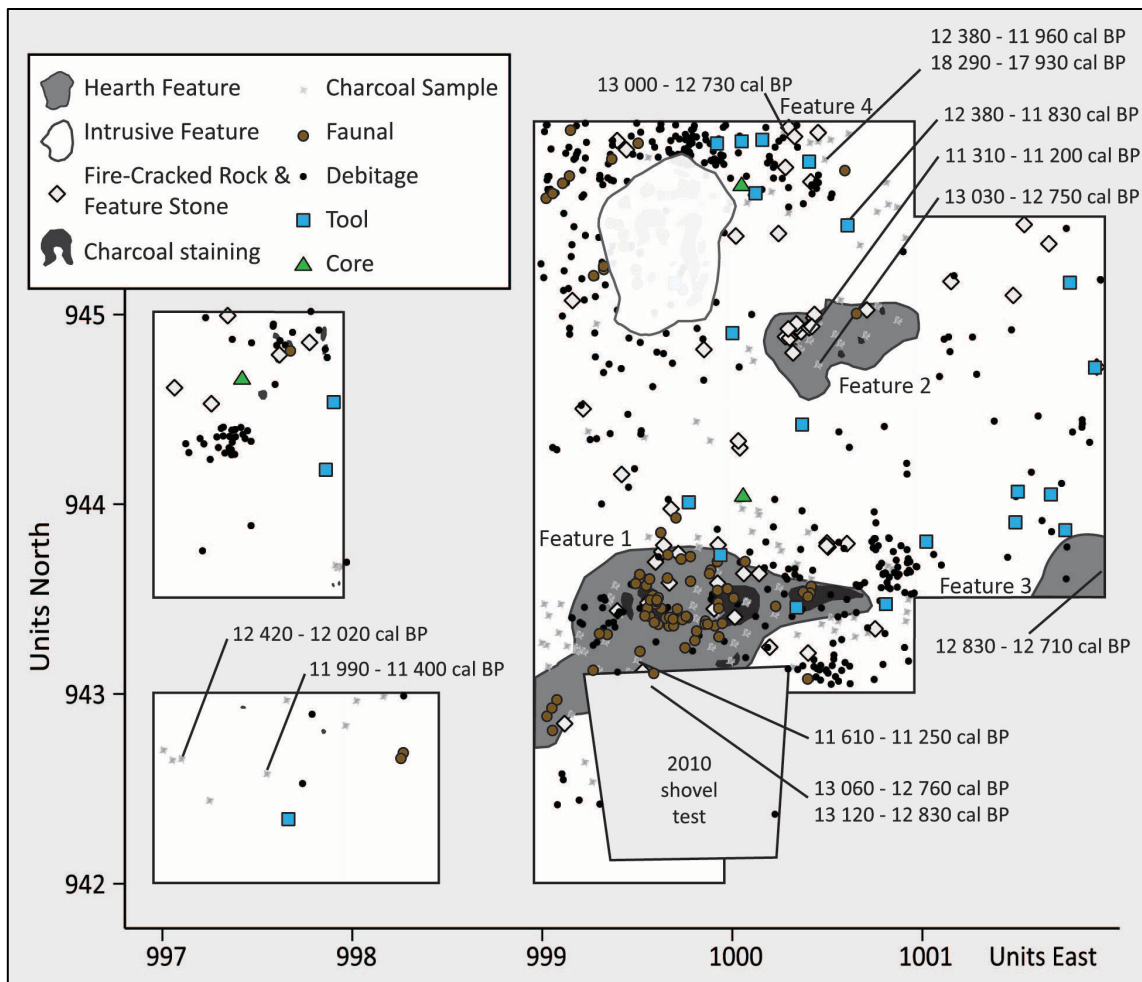 12 380 - 11 960 cal BP
18 290 - 17 930 cal BP
13 000 - 12 730 cal BP
Feature 4
12 380 - 11 830 cal BP
11 310 - 11 200 cal BP
13 030 - 12 750 cal BP
Hearth Feature
Intrusive Feature
Fire-Cracked Rock &
Feature Stone
Charcoal staining
Charcoal Sample
Faunal
Debitage
Tool
Core
945
944
943
942
Units North
Feature 2
Feature 1
Feature 3
12 830 - 12 710 cal BP
12 420 - 12 020 cal BP
11 990 - 11 400 cal BP
11 610 - 11 250 cal BP
13 060 - 12 760 cal BP
13 120 - 12 830 cal BP
2010
shovel
test
997
998
999
1000
1001
Units East